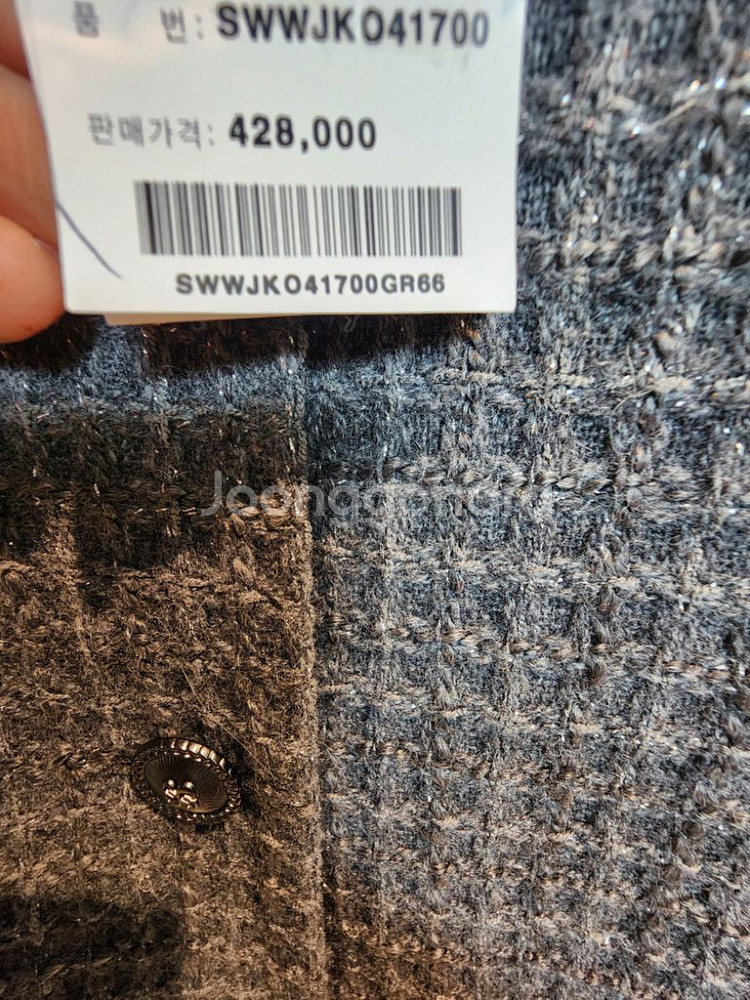 품 번: SWWJKO41700
판매가격: 428,000
SWWJKO41700GR66
Joonggonara